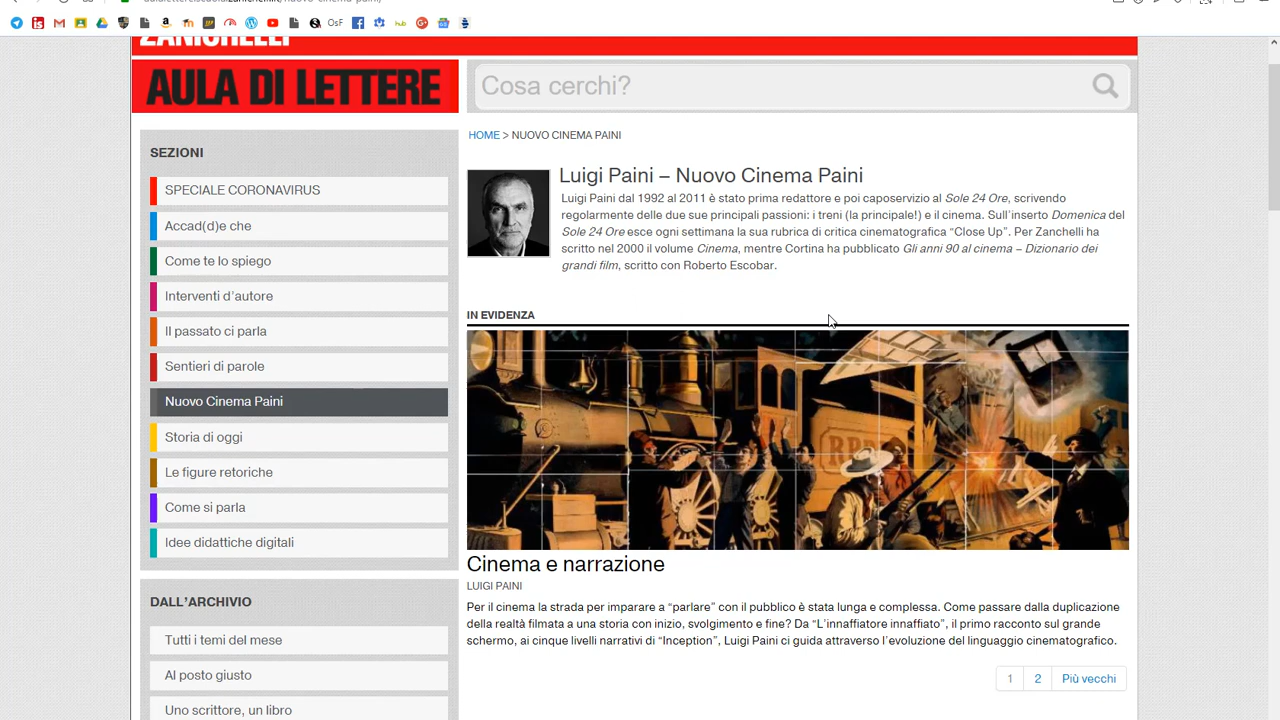 OsF
hub
ZANICHELLI
AULA DI LETTERE
Cosa cerchi?
SEZIONI
SPECIALE CORONAVIRUS
Accad(d)e che
Come te lo spiego
Interventi d'autore
Il passato ci parla
Sentieri di parole
Nuovo Cinema Paini
Storia di oggi
Le figure retoriche
Come si parla
Idee didattiche digitali
DALL'ARCHIVIO
Tutti i temi del mese
Al posto giusto
Uno scrittore, un libro
HOME > NUOVO CINEMA PAINI
Luigi Paini – Nuovo Cinema Paini
Luigi Paini dal 1992 al 2011 è stato prima redattore e poi caposervizio al Sole 24 Ore, scrivendo
regolarmente delle due sue principali passioni: i treni (la principale!) e il cinema. Sull'inserto Domenica del
Sole 24 Ore esce ogni settimana la sua rubrica di critica cinematografica "Close Up". Per Zanchelli ha
scritto nel 2000 il volume Cinema, mentre Cortina ha pubblicato Gli anni 90 al cinema – Dizionario dei
grandi film, scritto con Roberto Escobar.
IN EVIDENZA
Cinema e narrazione
LUIGI PAINI
Per il cinema la strada per imparare a "parlare" con il pubblico è stata lunga e complessa. Come passare dalla duplicazione
della realtà filmata a una storia con inizio, svolgimento e fine? Da "L'innaffiatore innaffiato", il primo racconto sul grande
schermo, ai cinque livelli narrativi di "Inception", Luigi Paini ci guida attraverso l'evoluzione del linguaggio cinematografico.
1 2 Più vecchi